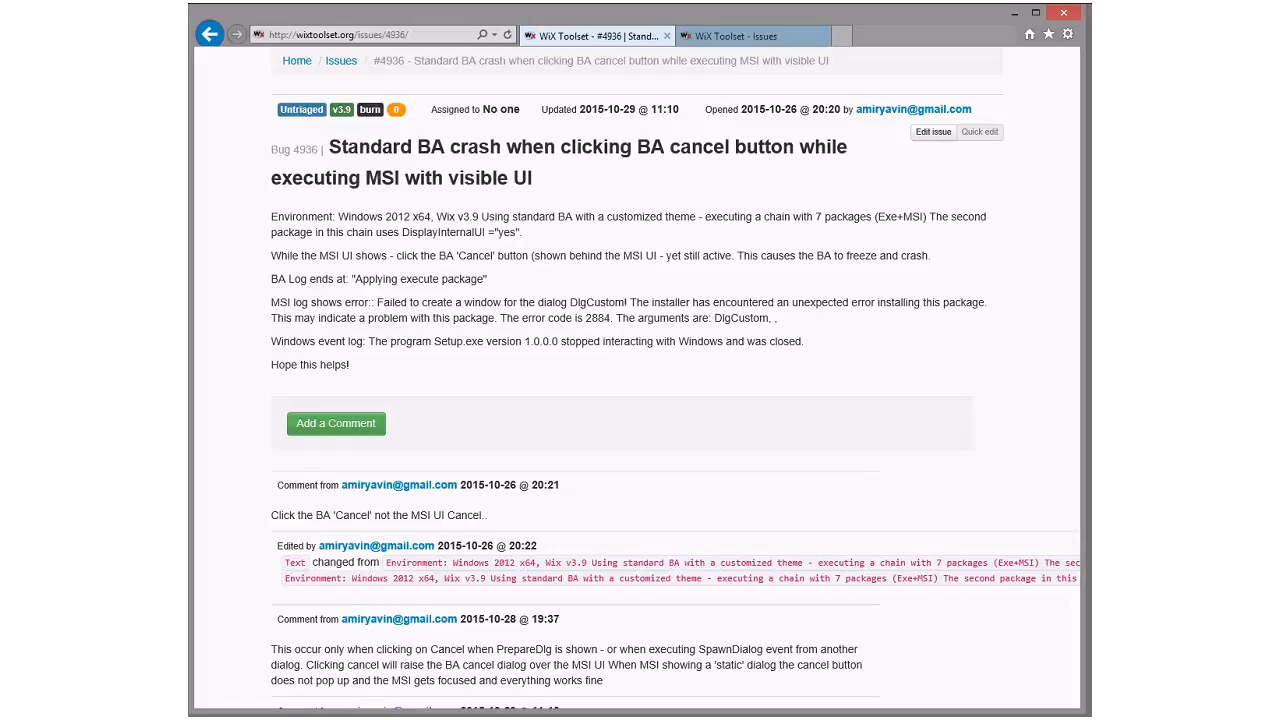 http://wixtoolset.org/issues/4936/
WiX Toolset - #4936 | Stand...
WiX Toolset - Issues
Home / Issues / #4936 - Standard BA crash when clicking BA cancel button while executing MSI with visible UI
Untriaged v3.9 burn 0 Assigned to No one Updated 2015-10-29 @ 11:10 Opened 2015-10-26 @ 20:20 by amiryavin@gmail.com
Edit issue Quick edit
Bug 4936 | Standard BA crash when clicking BA cancel button while
executing MSI with visible UI
Environment: Windows 2012 x64, Wix v3.9 Using standard BA with a customized theme - executing a chain with 7 packages (Exe+MSI) The second
package in this chain uses DisplayInternalUI ="yes".
While the MSI UI shows - click the BA 'Cancel' button (shown behind the MSI UI - yet still active. This causes the BA to freeze and crash.
BA Log ends at: "Applying execute package"
MSI log shows error:: Failed to create a window for the dialog DlgCustom! The installer has encountered an unexpected error installing this package.
This may indicate a problem with this package. The error code is 2884. The arguments are: DlgCustom, ,
Windows event log: The program Setup.exe version 1.0.0.0 stopped interacting with Windows and was closed.
Hope this helps!
Add a Comment
Comment from amiryavin@gmail.com 2015-10-26 @ 20:21
Click the BA 'Cancel' not the MSI UI Cancel..
Edited by amiryavin@gmail.com 2015-10-26 @ 20:22
Text changed from Environment: Windows 2012 x64, Wix v3.9 Using standard BA with a customized theme - executing a chain with 7 packages (Exe+MSI) The sec
Environment: Windows 2012 x64, Wix v3.9 Using standard BA with a customized theme - executing a chain with 7 packages (Exe+MSI) The second package in this
Comment from amiryavin@gmail.com 2015-10-28 @ 19:37
This occur only when clicking on Cancel when PrepareDlg is shown - or when executing SpawnDialog event from another
dialog. Clicking cancel will raise the BA cancel dialog over the MSI UI When MSI showing a 'static' dialog the cancel button
does not pop up and the MSI gets focused and everything works fine